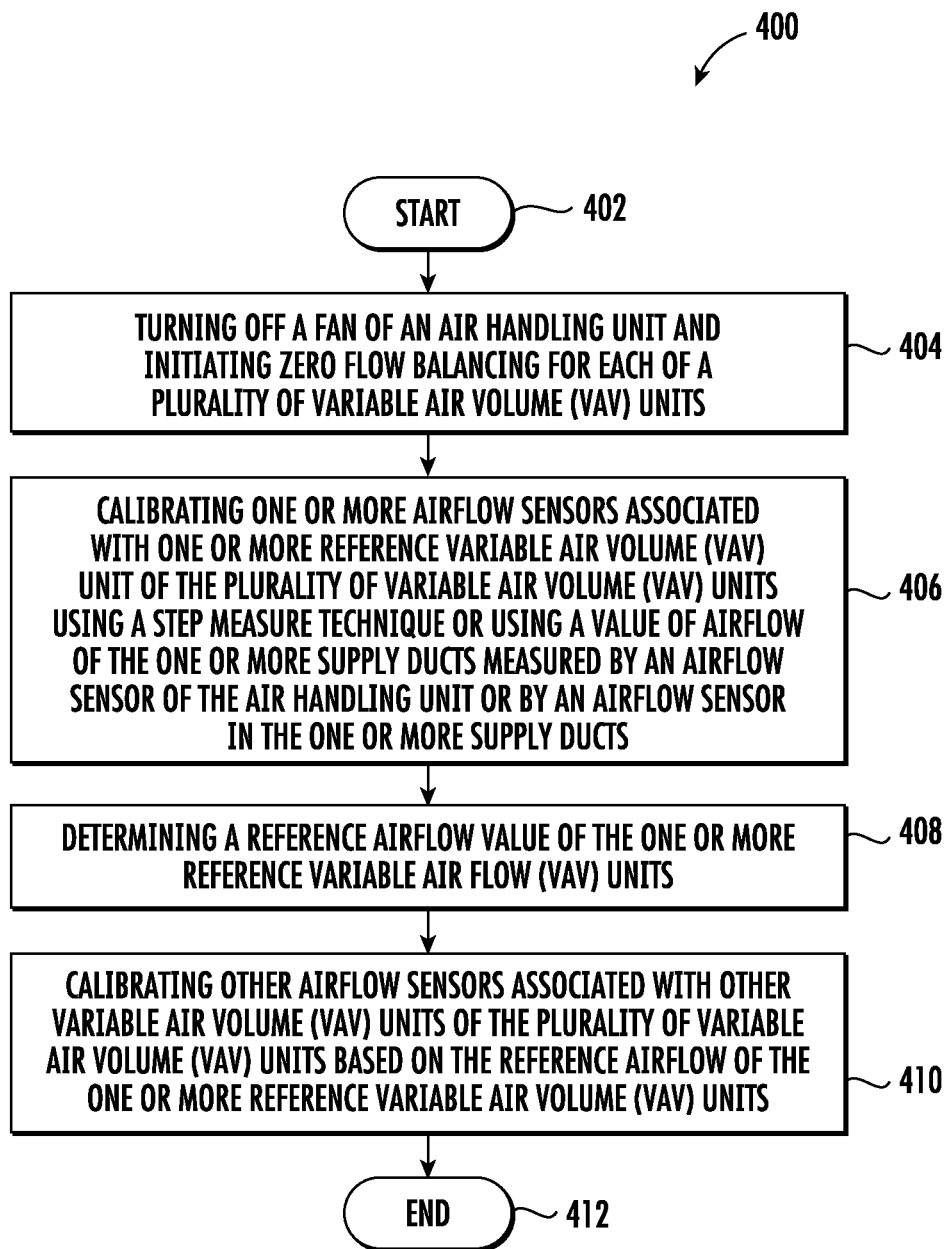 400
START
402
TURNING OFF A FAN OF AN AIR HANDLING UNIT AND
INITIATING ZERO FLOW BALANCING FOR EACH OF A
PLURALITY OF VARIABLE AIR VOLUME (VAV) UNITS
404
CALIBRATING ONE OR MORE AIRFLOW SENSORS ASSOCIATED
WITH ONE OR MORE REFERENCE VARIABLE AIR VOLUME (VAV)
UNIT OF THE PLURALITY OF VARIABLE AIR VOLUME (VAV) UNITS
USING A STEP MEASURE TECHNIQUE OR USING A VALUE OF AIRFLOW
OF THE ONE OR MORE SUPPLY DUCTS MEASURED BY AN AIRFLOW
SENSOR OF THE AIR HANDLING UNIT OR BY AN AIRFLOW SENSOR
IN THE ONE OR MORE SUPPLY DUCTS
406
DETERMINING A REFERENCE AIRFLOW VALUE OF THE ONE OR MORE
REFERENCE VARIABLE AIR FLOW (VAV) UNITS
408
CALIBRATING OTHER AIRFLOW SENSORS ASSOCIATED WITH OTHER
VARIABLE AIR VOLUME (VAV) UNITS OF THE PLURALITY OF VARIABLE
AIR VOLUME (VAV) UNITS BASED ON THE REFERENCE AIRFLOW OF THE
ONE OR MORE REFERENCE VARIABLE AIR VOLUME (VAV) UNITS
410
END
412